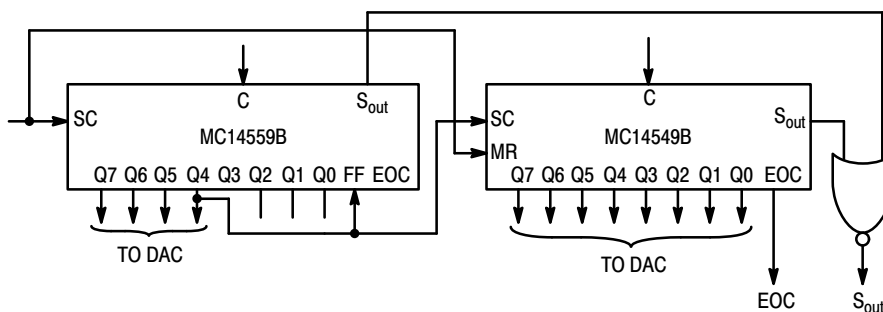 C S_out C
SC SC S_out
MC14559B MC14549B
MR
Q7 Q6 Q5 Q4 Q3 Q2 Q1 Q0 FF EOC Q7 Q6 Q5 Q4 Q3 Q2 Q1 Q0 EOC
TO DAC TO DAC
EOC S_out